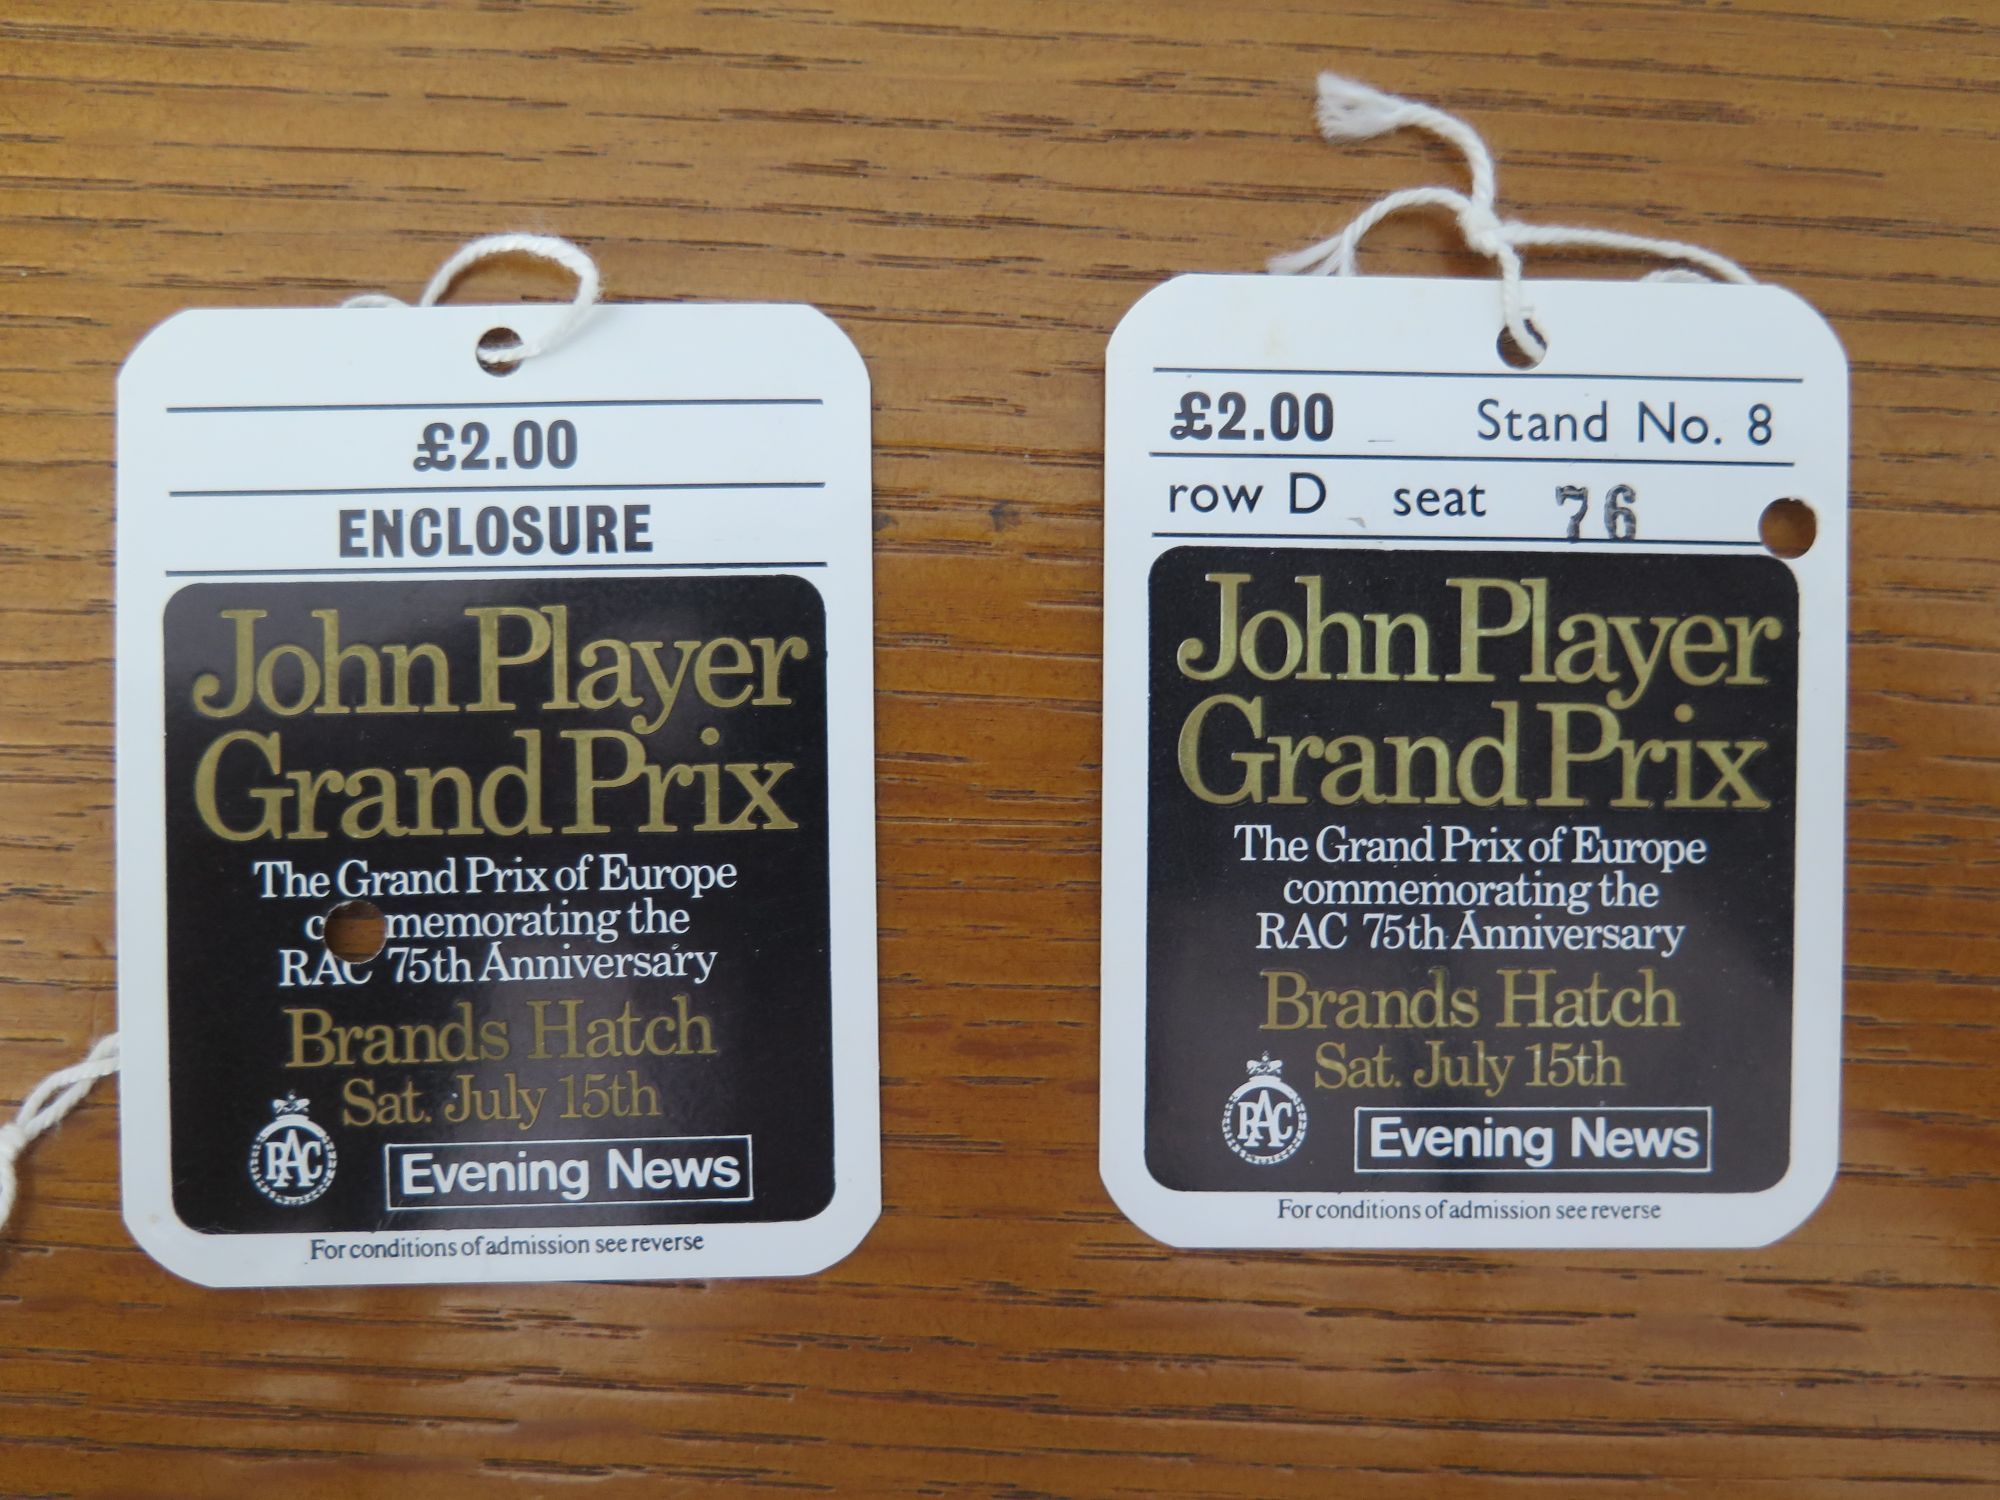 £2.00
ENCLOSURE
John Player
Grand Prix
The Grand Prix of Europe
commemorating the
RAC 75th Anniversary
Brands Hatch
Sat. July 15th
RAC
Evening News
For conditions of admission see reverse
£2.00 Stand No. 8
row D seat 76
John Player
Grand Prix
The Grand Prix of Europe
commemorating the
RAC 75th Anniversary
Brands Hatch
Sat. July 15th
RAC
Evening News
For conditions of admission see reverse